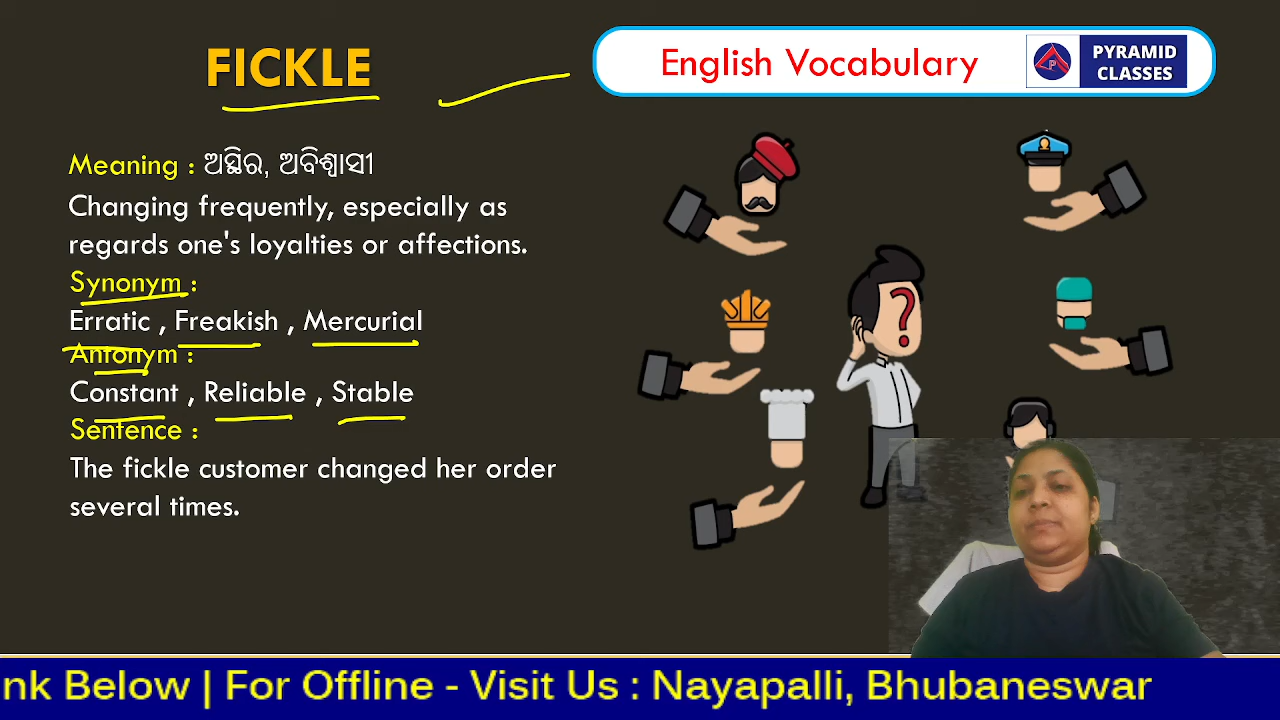 FICKLE
English Vocabulary
PYRAMID
CLASSES
P
Meaning : ଅସ୍ଥିର, ଅବିଶ୍ୱାସୀ
Changing frequently, especially as
regards one's loyalties or affections.
Synonym :
Erratic , Freakish , Mercurial
Antonym :
Constant , Reliable , Stable
Sentence :
The fickle customer changed her order
several times.
?
nk Below | For Offline - Visit Us : Nayapalli, Bhubaneswar